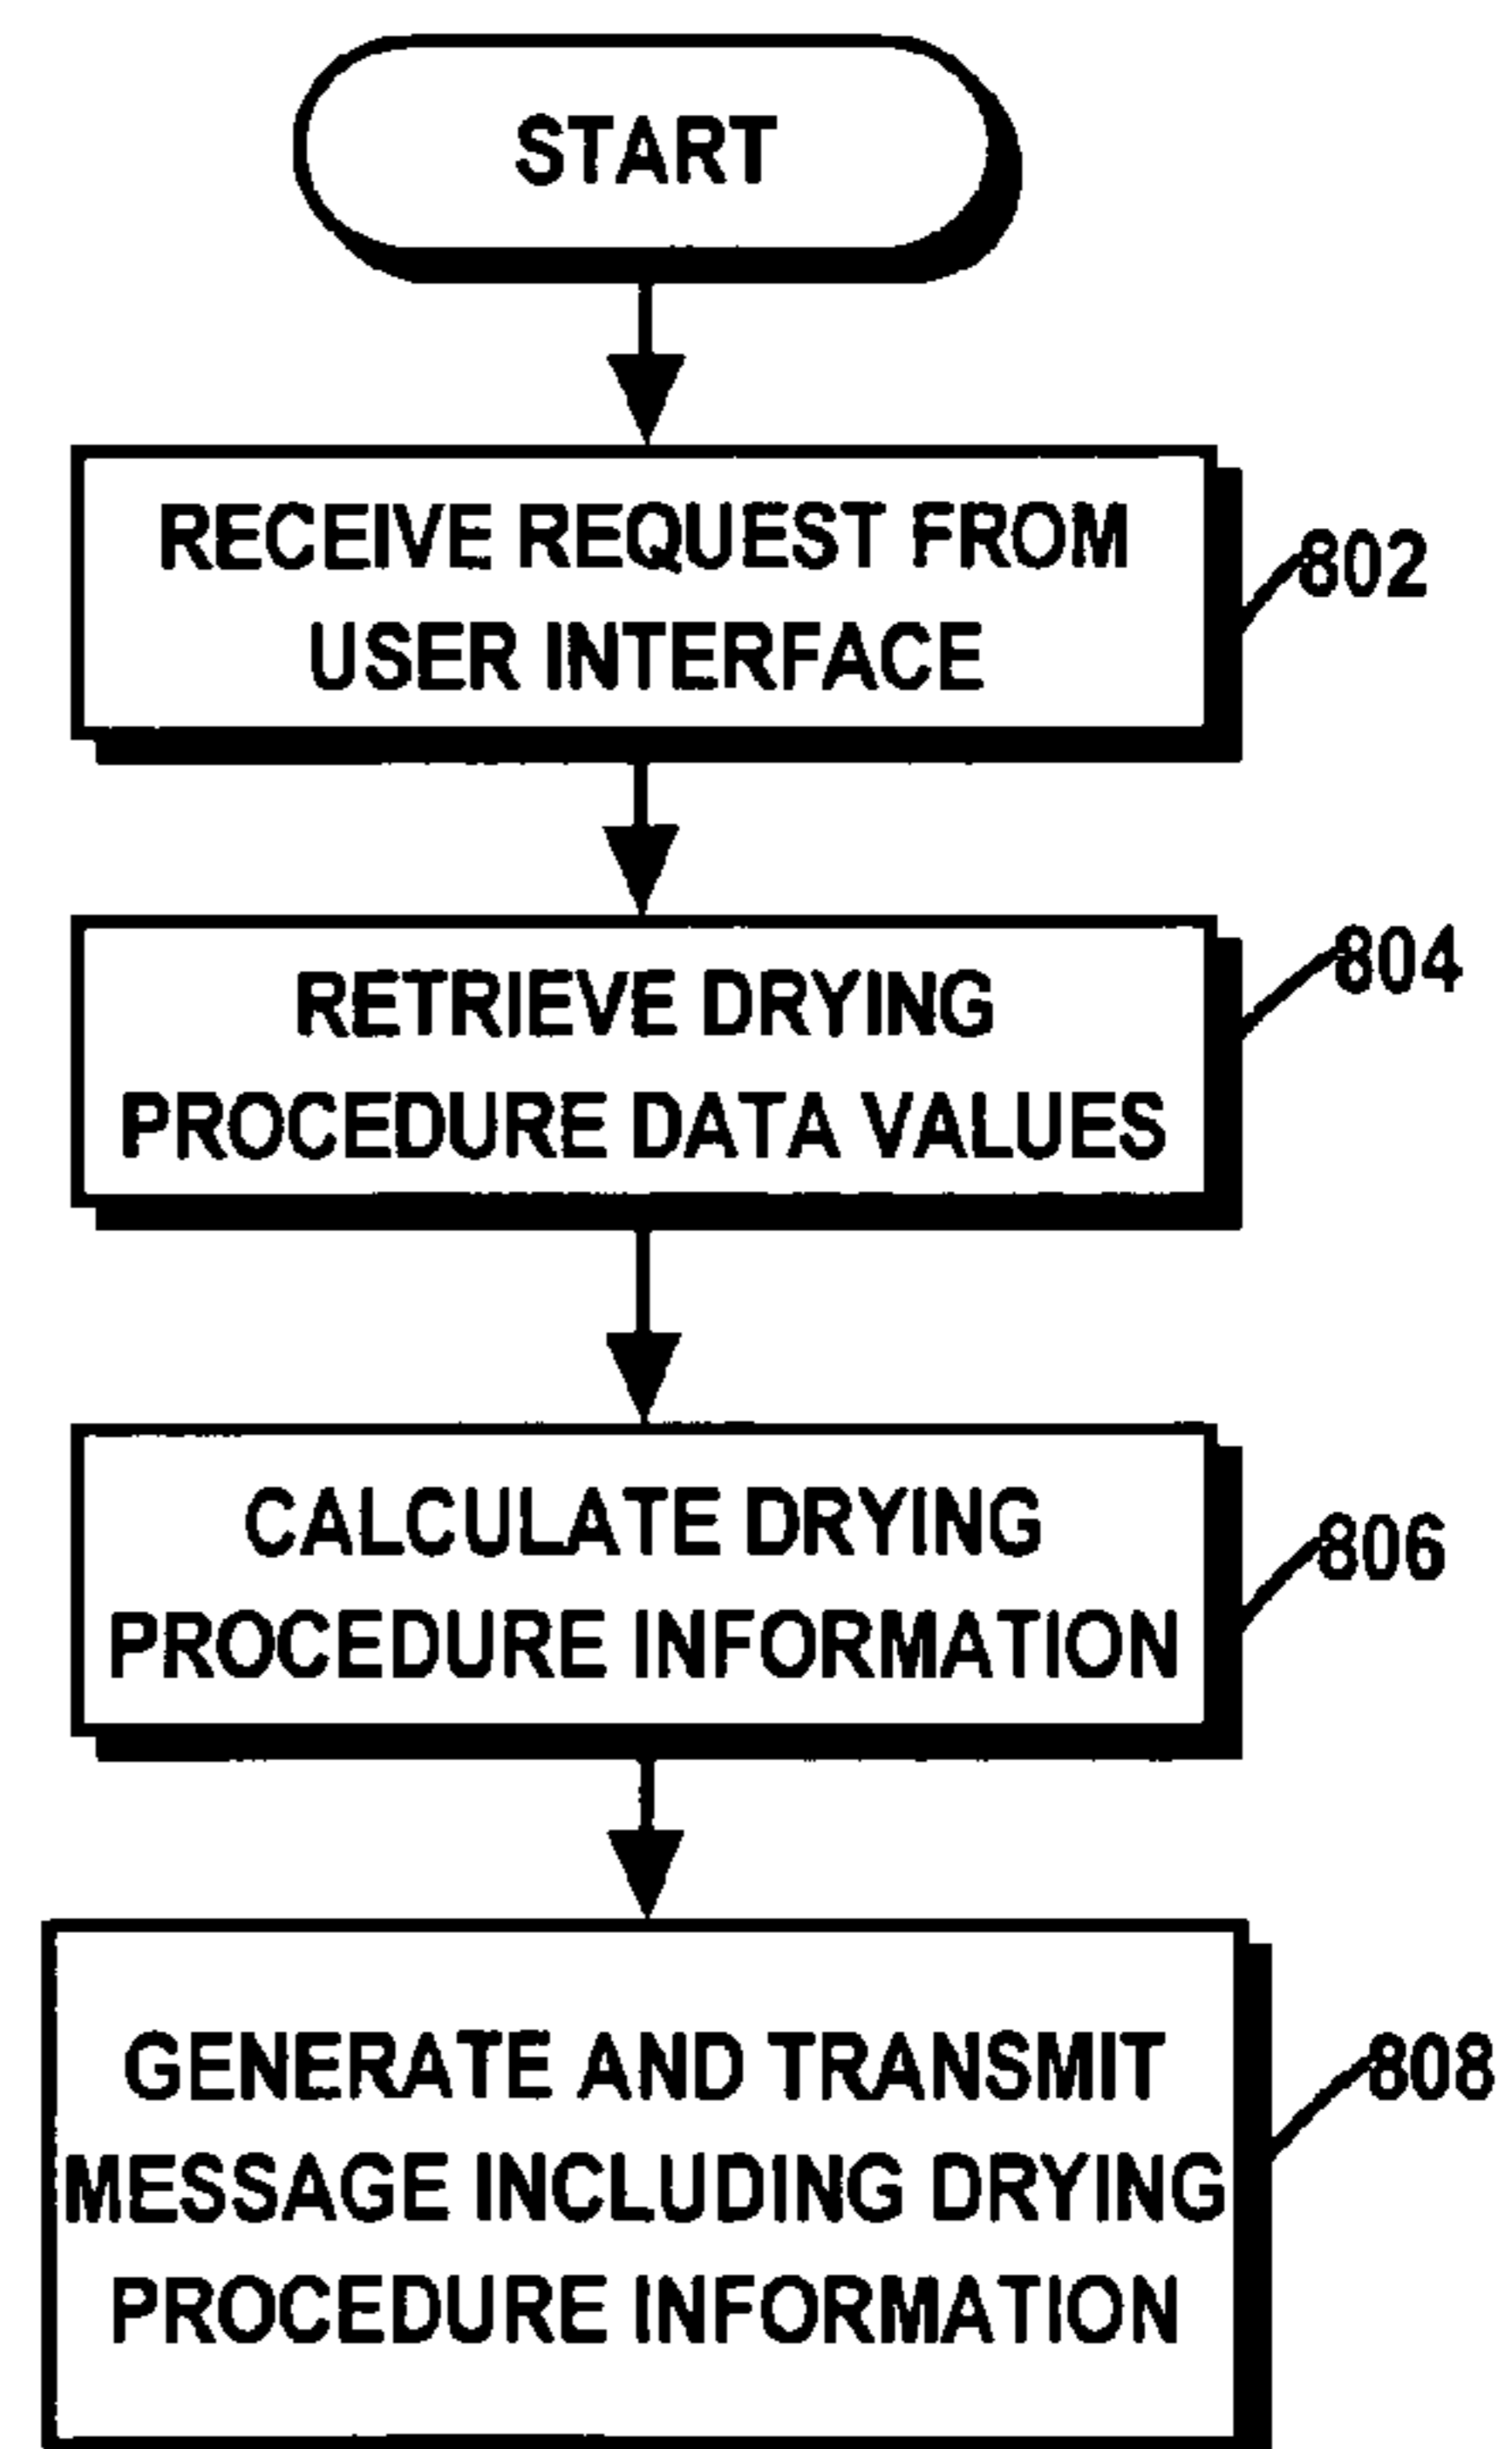 START
RECEIVE REQUEST FROM
USER INTERFACE
802
RETRIEVE DRYING
PROCEDURE DATA VALUES
804
CALCULATE DRYING
PROCEDURE INFORMATION
806
GENERATE AND TRANSMIT
MESSAGE INCLUDING DRYING
PROCEDURE INFORMATION
808